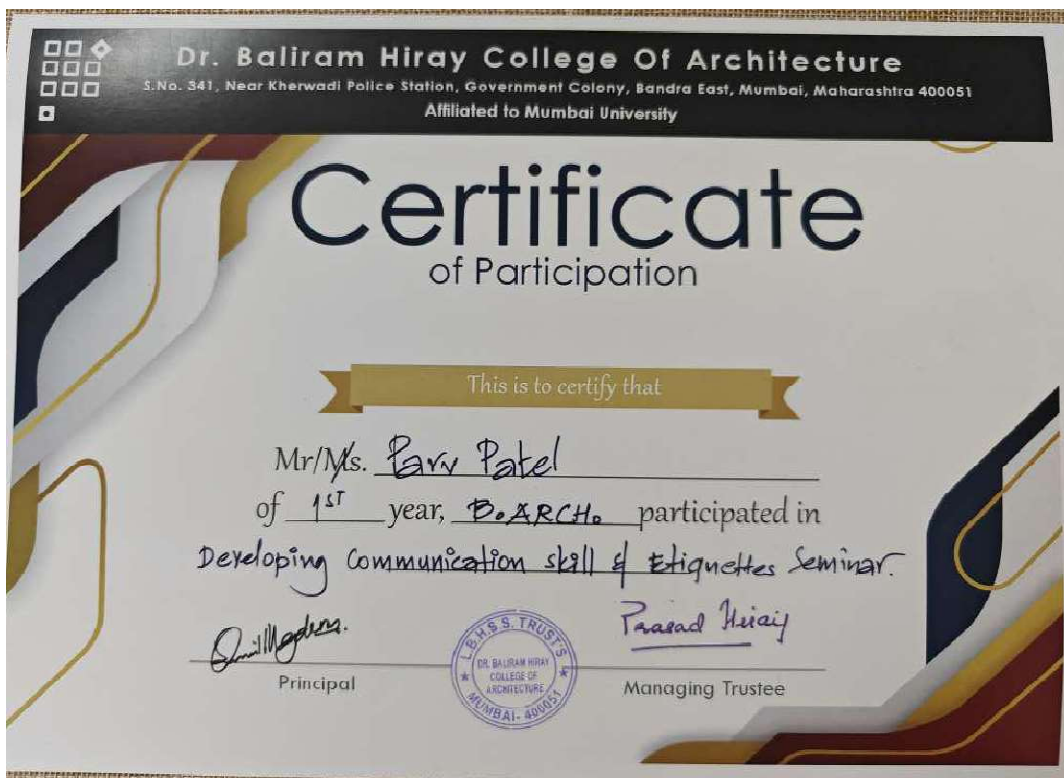 Dr. Baliram Hiray College Of Architecture
S.No. 341, Near Kherwadi Police Station, Government Colony, Bandra East, Mumbai, Maharashtra 400051
Affiliated to Mumbai University
Certificate
of Participation
This is to certify that
Mr/Ms. Parv Patel
of 1ST year, B.ARCH. participated in
Developing Communication skill & Etiquettes Seminar.
Prasad Hiray
Principal
Managing Trustee
L.B.H.S.S. TRUST'S
DR. BALIRAM HIRAY
COLLEGE OF
ARCHITECTURE
MUMBAI- 400051